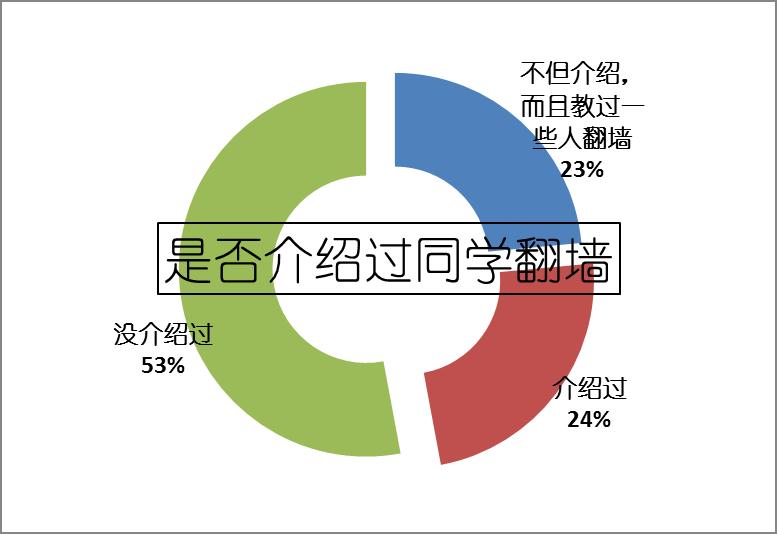 不但介绍，
而且教过一
些人翻墙
23%
是否介绍过同学翻墙
没介绍过
53%
介绍过
24%